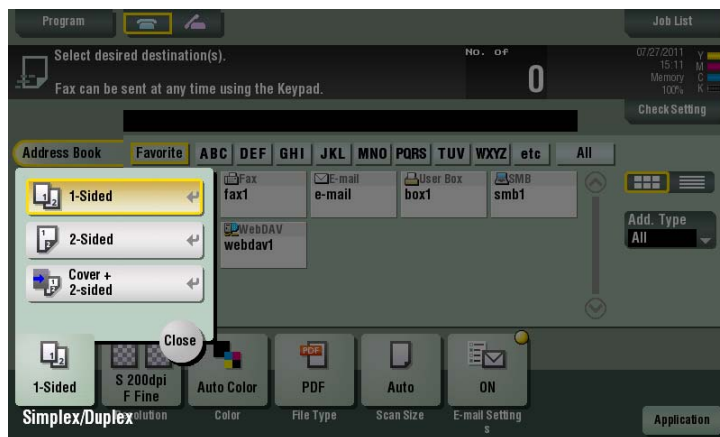 Program
Job List
Select desired destination(s).
No. of
0
Fax can be sent at any time using the Keypad.
07/27/2011
15:11
Memory
100%
Y
M
C
K
Check Setting
Address Book
Favorite ABC DEF GHI JKL MNO PQRS TUV WXYZ etc All
1-Sided
2-Sided
Cover +
2-sided
Close
Fax
fax1
E-mail
e-mail
User Box
box1
SMB
smb1
WebDAV
webdav1
Add. Type
All
1-Sided
S 200dpi
F Fine
Auto Color
PDF
PDF
Auto
ON
Simplex/Duplex
olution
Color
File Type
Scan Size
E-mail Setting
s
Application